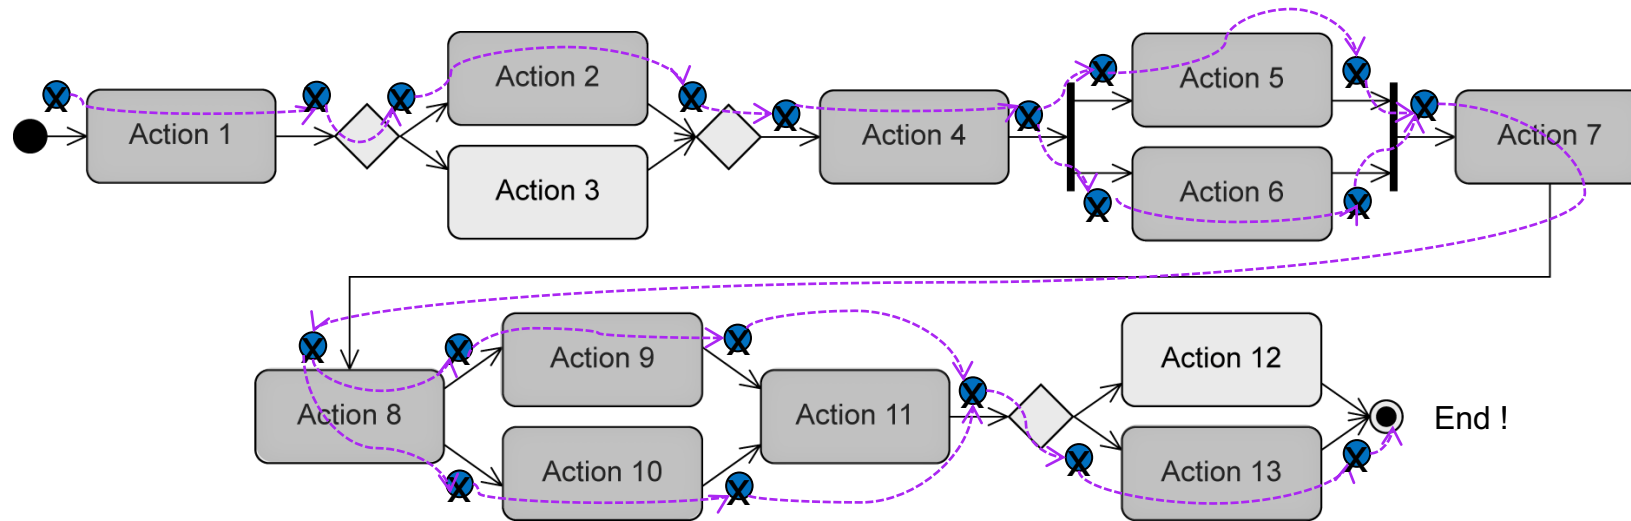 Action 1
Action 2
Action 3
Action 4
Action 5
Action 6
Action 7
X
X
X
X
X
X
X
X
X
X
X
Action 8
Action 9
Action 10
Action 11
Action 12
Action 13
End !
X
X
X
X
X
X
X
X